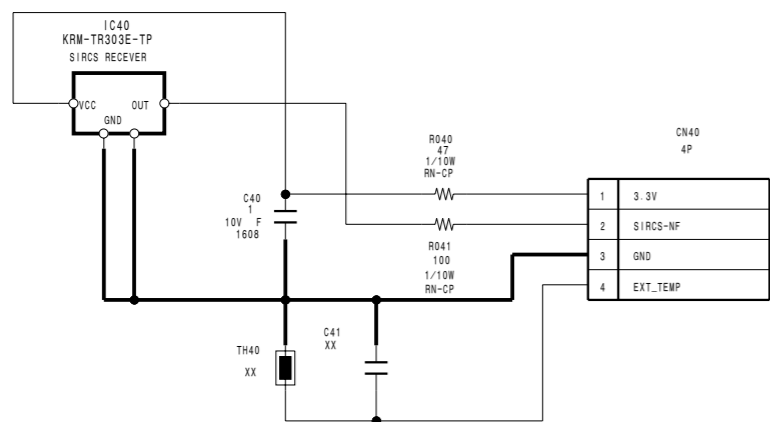 IC40
KRM-TR303E-TP
SIRCS RECEVER
VCC
OUT
GND
R040
47
1/10W
RN-CP
CN40
4P
C40
1
10V F
1608
1 3.3V
2 SIRCS-NF
3 GND
4 EXT_TEMP
R041
100
1/10W
RN-CP
C41
XX
TH40
XX